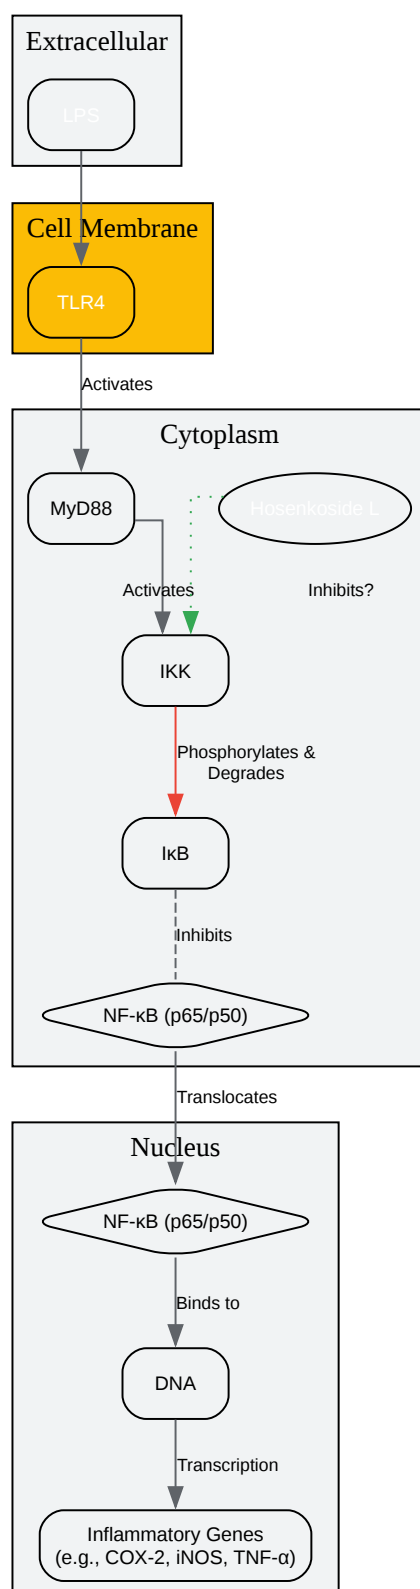 Extracellular
LPS
Cell Membrane
TLR4
Activates
Cytoplasm
MyD88
Hosenkoside L
Activates
Inhibits?
IKK
Phosphorylates &
Degrades
IκB
Inhibits
NF-κB (p65/p50)
Translocates
Nucleus
NF-κB (p65/p50)
Binds to
DNA
Transcription
Inflammatory Genes
(e.g., COX-2, iNOS, TNF-α)